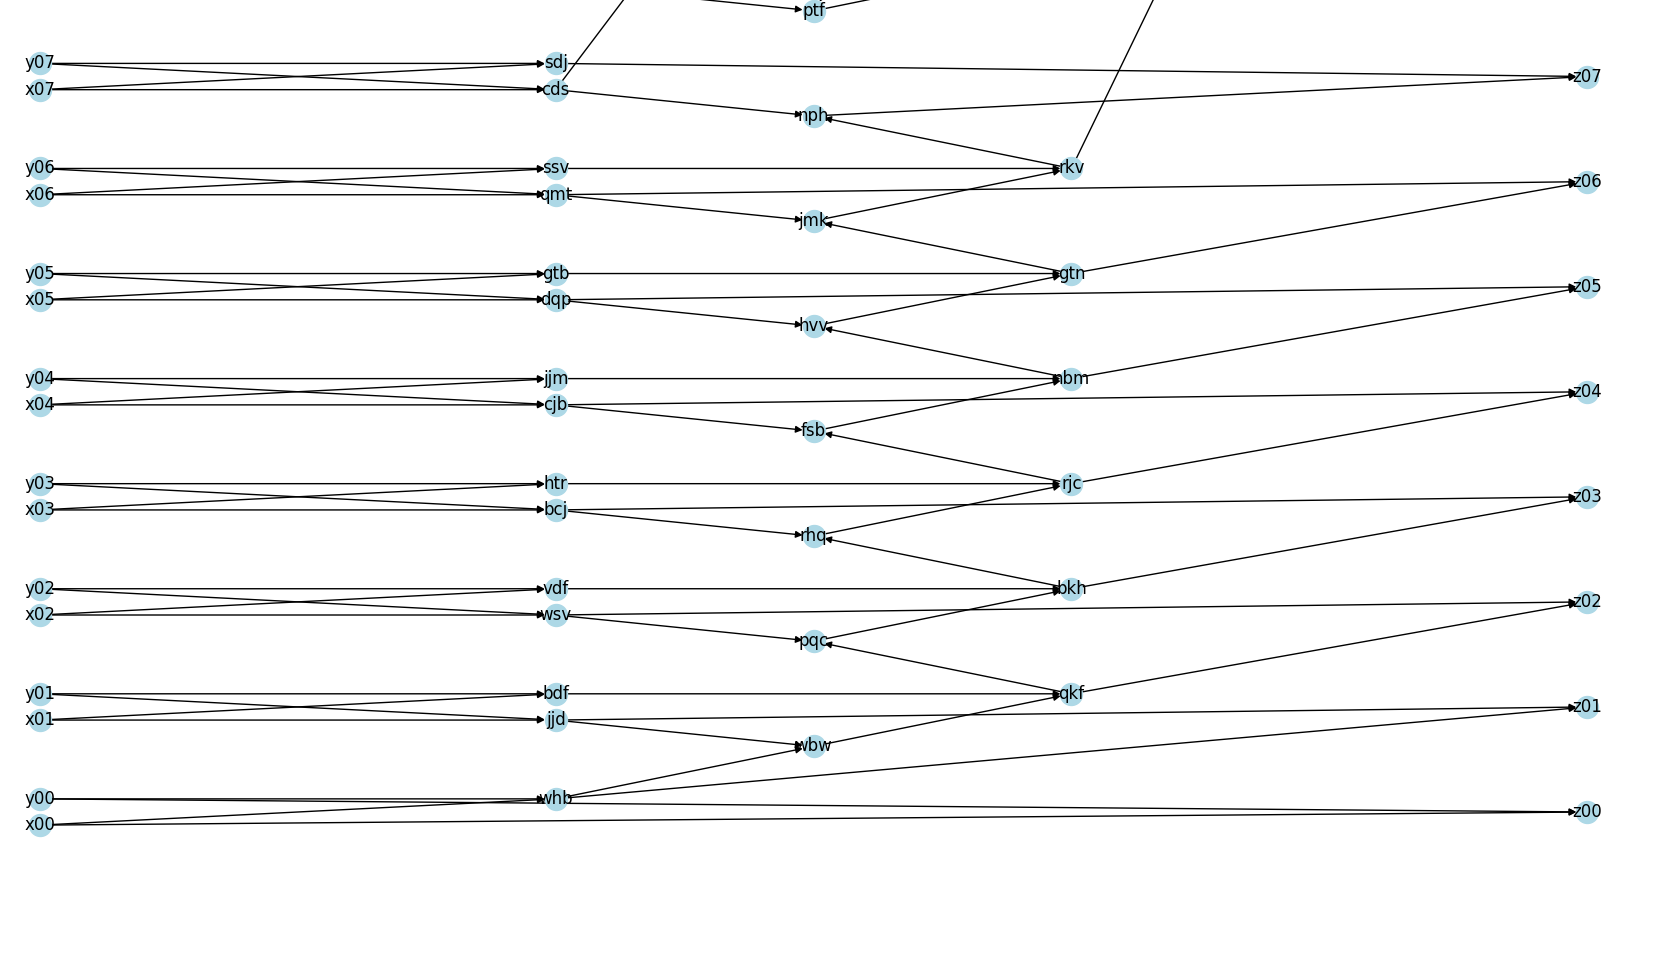 ptf
y07 sdj
z07
x07 cds
nph
y06 ssv rkv
z06
x06 qmt
jmk
y05 gtb gtn
z05
x05 dqp
hvv
y04 jjm nbm
z04
x04 cjb
fsb
y03 htr rjc
z03
x03 bcj
rhq
y02 vdf bkh
z02
x02 wsv
pqc
y01 bdf qkf
z01
x01 jjd
wbw
y00 whb
z00
x00